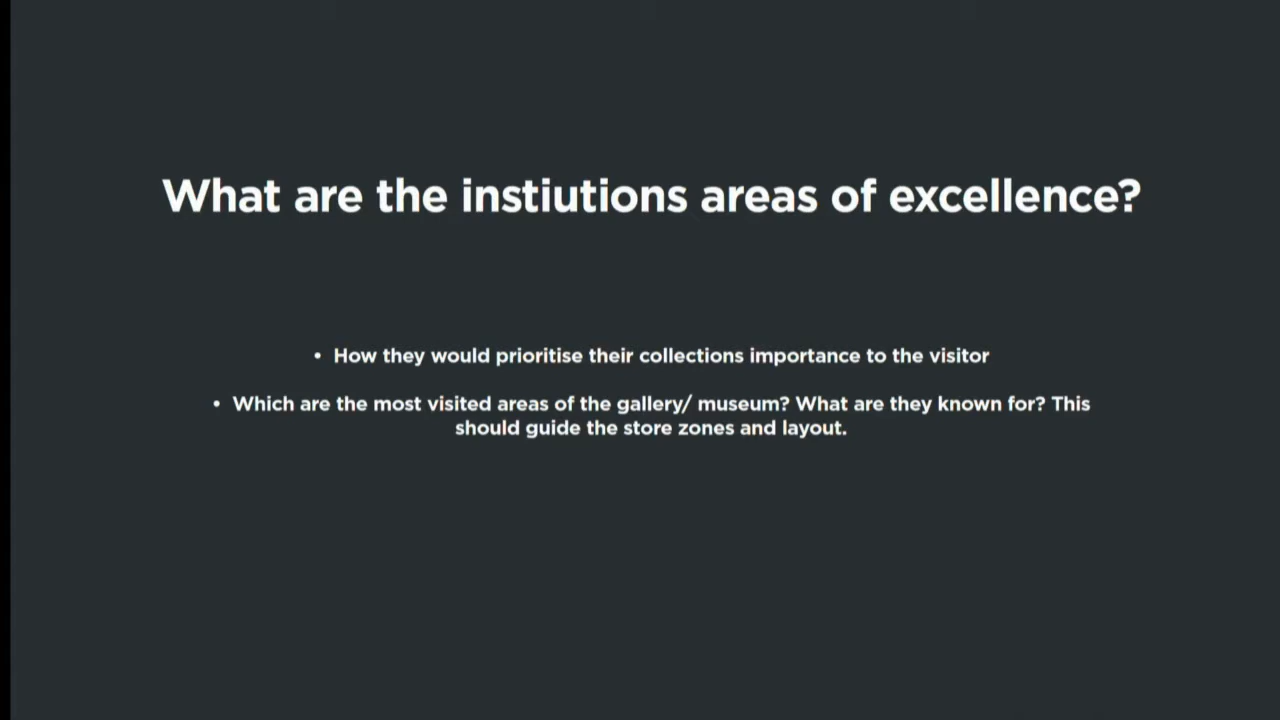 What are the instiutions areas of excellence?
• How they would prioritise their collections importance to the visitor
• Which are the most visited areas of the gallery/ museum? What are they known for? This
should guide the store zones and layout.